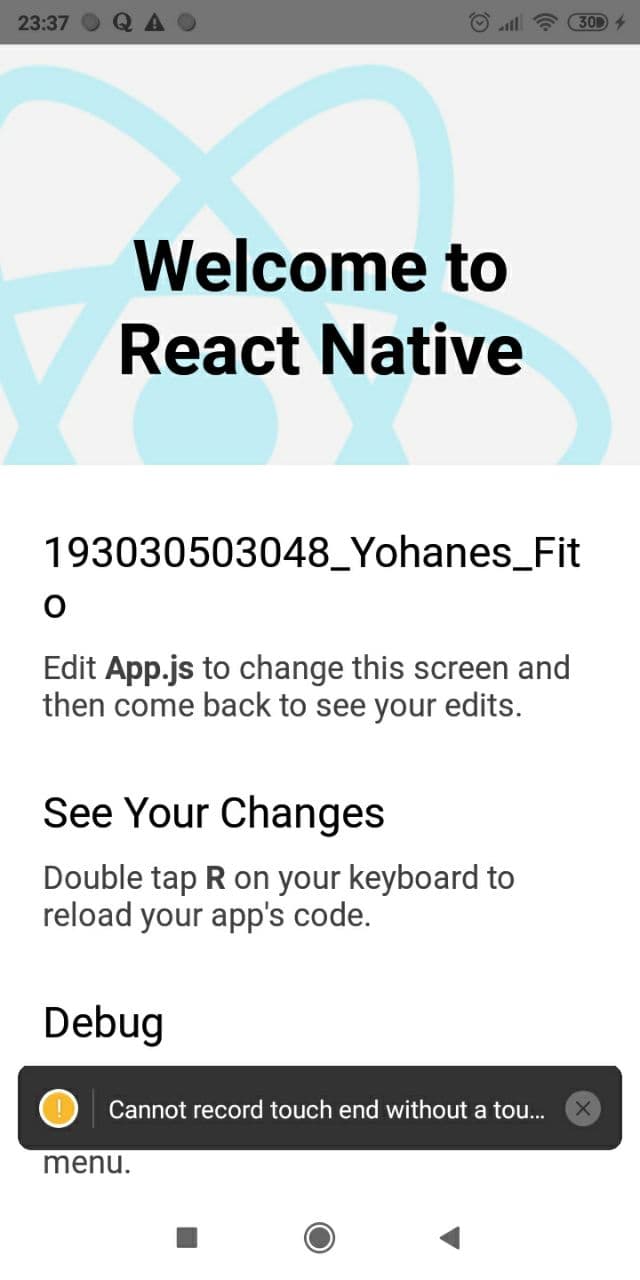 23:37
30
Welcome to
React Native
193030503048_Yohanes_Fit
o
Edit App.js to change this screen and
then come back to see your edits.
See Your Changes
Double tap R on your keyboard to
reload your app's code.
Debug
Cannot record touch end without a tou...
menu.